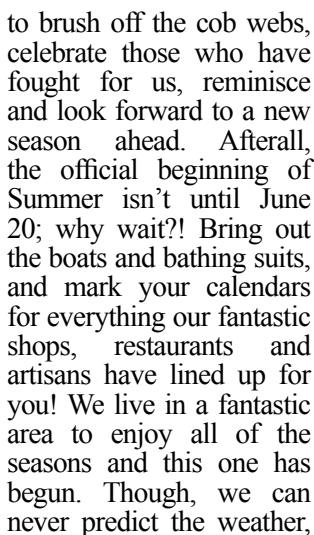 to brush off the cob webs,
celebrate those who have
fought for us, reminisce
and look forward to a new
season ahead. Afterall,
the official beginning of
Summer isn’t until June
20; why wait?! Bring out
the boats and bathing suits,
and mark your calendars
for everything our fantastic
shops, restaurants and
artisans have lined up for
you! We live in a fantastic
area to enjoy all of the
seasons and this one has
begun. Though, we can
never predict the weather,